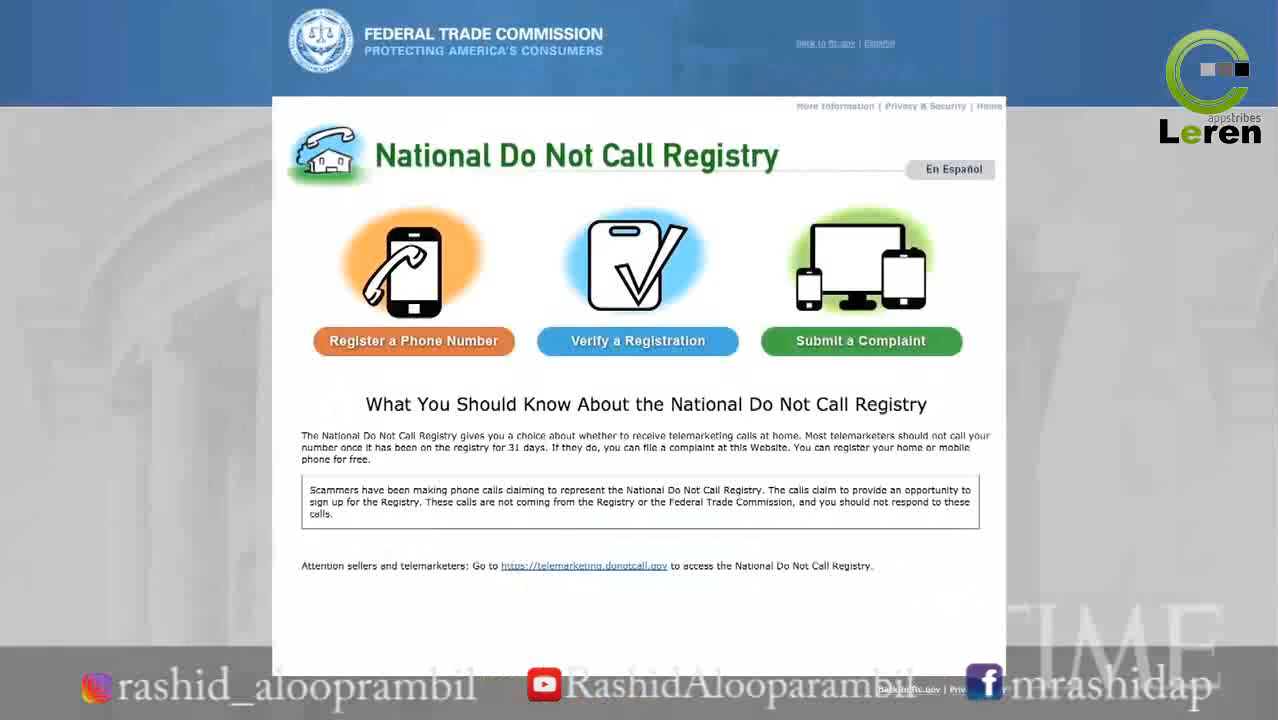 FEDERAL TRADE COMMISSION
PROTECTING AMERICA'S CONSUMERS
Back to ftc.gov | Español
appstribes
Leren
More Information | Privacy & Security | Home
National Do Not Call Registry
En Español
Register a Phone Number
Verify a Registration
Submit a Complaint
What You Should Know About the National Do Not Call Registry
The National Do Not Call Registry gives you a choice about whether to receive telemarketing calls at home. Most telemarketers should not call your
number once it has been on the registry for 31 days. If they do, you can file a complaint at this Website. You can register your home or mobile
phone for free.
Scammers have been making phone calls claiming to represent the National Do Not Call Registry. The calls claim to provide an opportunity to
sign up for the Registry. These calls are not coming from the Registry or the Federal Trade Commission, and you should not respond to these
calls.
Attention sellers and telemarketers: Go to https://telemarketing.donotcall.gov to access the National Do Not Call Registry.
TIME
rashid_alooprambil
RashidAlooparambil
mrashidap
Back to ftc.gov |